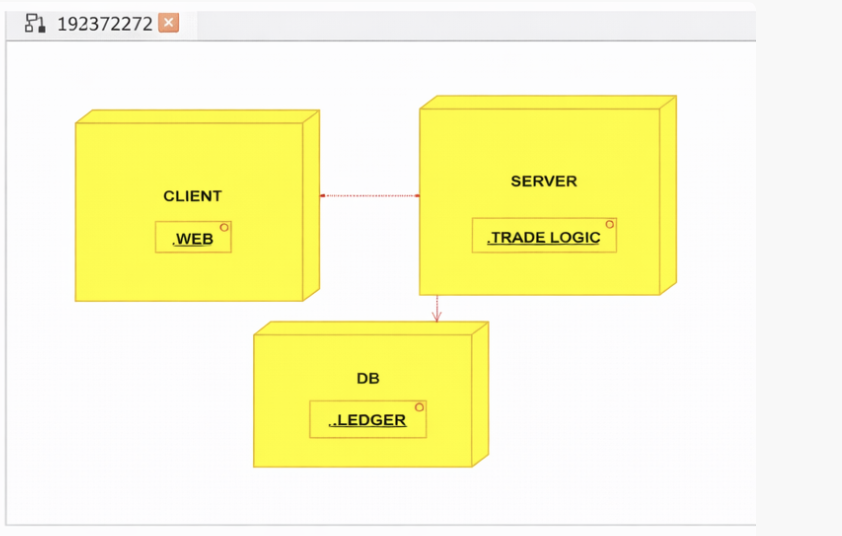 192372272
CLIENT
.WEB
SERVER
.TRADE LOGIC
DB
..LEDGER